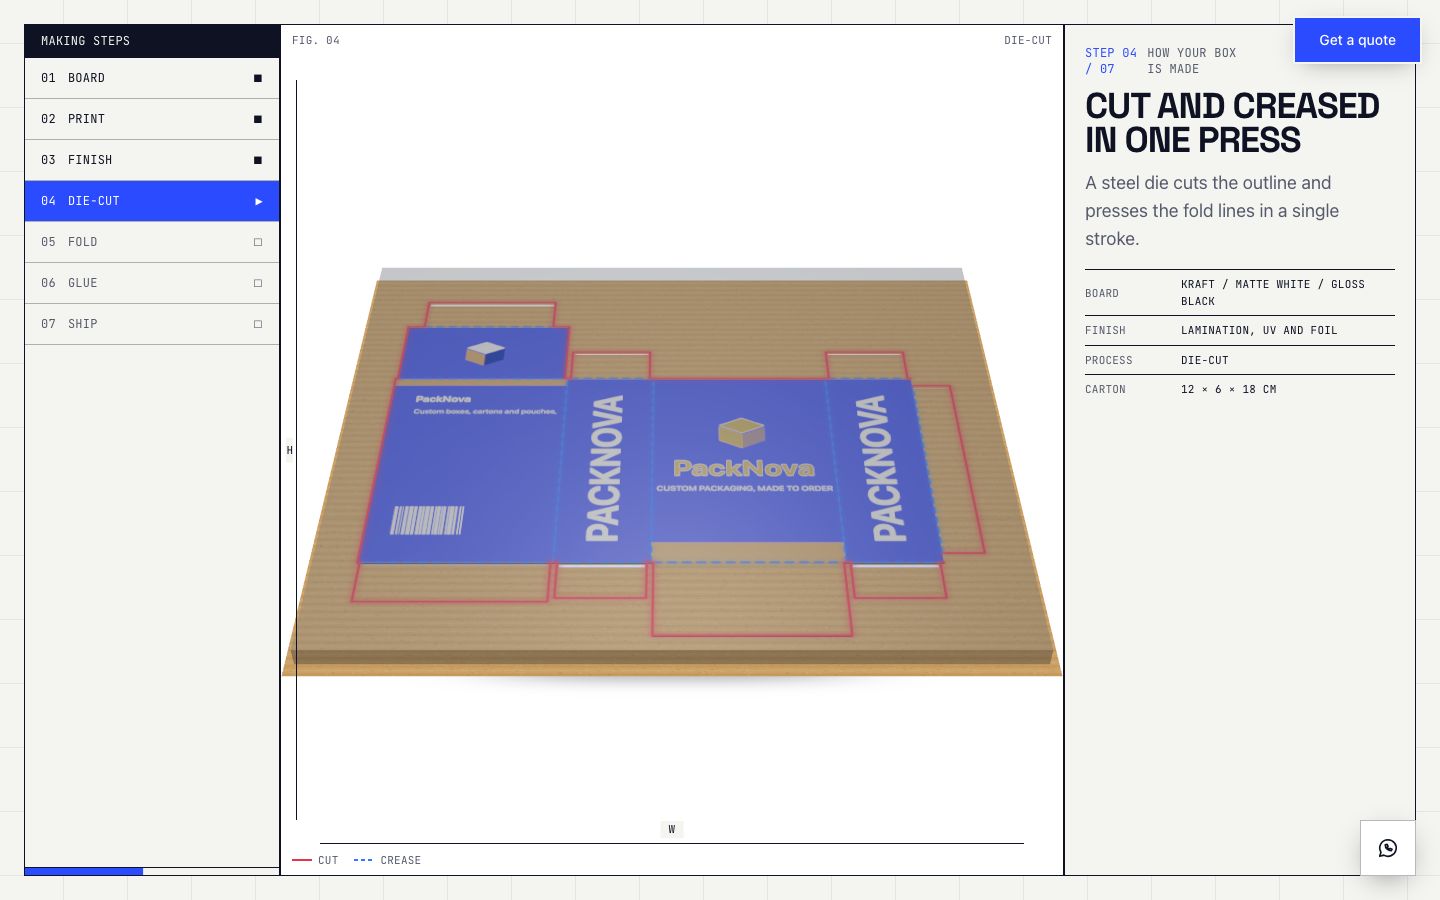 MAKING STEPS
01 BOARD
02 PRINT
03 FINISH
04 DIE-CUT
05 FOLD
06 GLUE
07 SHIP
FIG. 04
DIE-CUT
PackNova
Custom boxes, cartons and pouches,
PACKNOVA
PackNova
CUSTOM PACKAGING, MADE TO ORDER
PACKNOVA
H
W
CUT
CREASE
Get a quote
STEP 04 / 07
HOW YOUR BOX IS MADE
CUT AND CREASED
IN ONE PRESS
A steel die cuts the outline and
presses the fold lines in a single
stroke.
BOARD KRAFT / MATTE WHITE / GLOSS
BLACK
FINISH LAMINATION, UV AND FOIL
PROCESS DIE-CUT
CARTON 12 × 6 × 18 CM